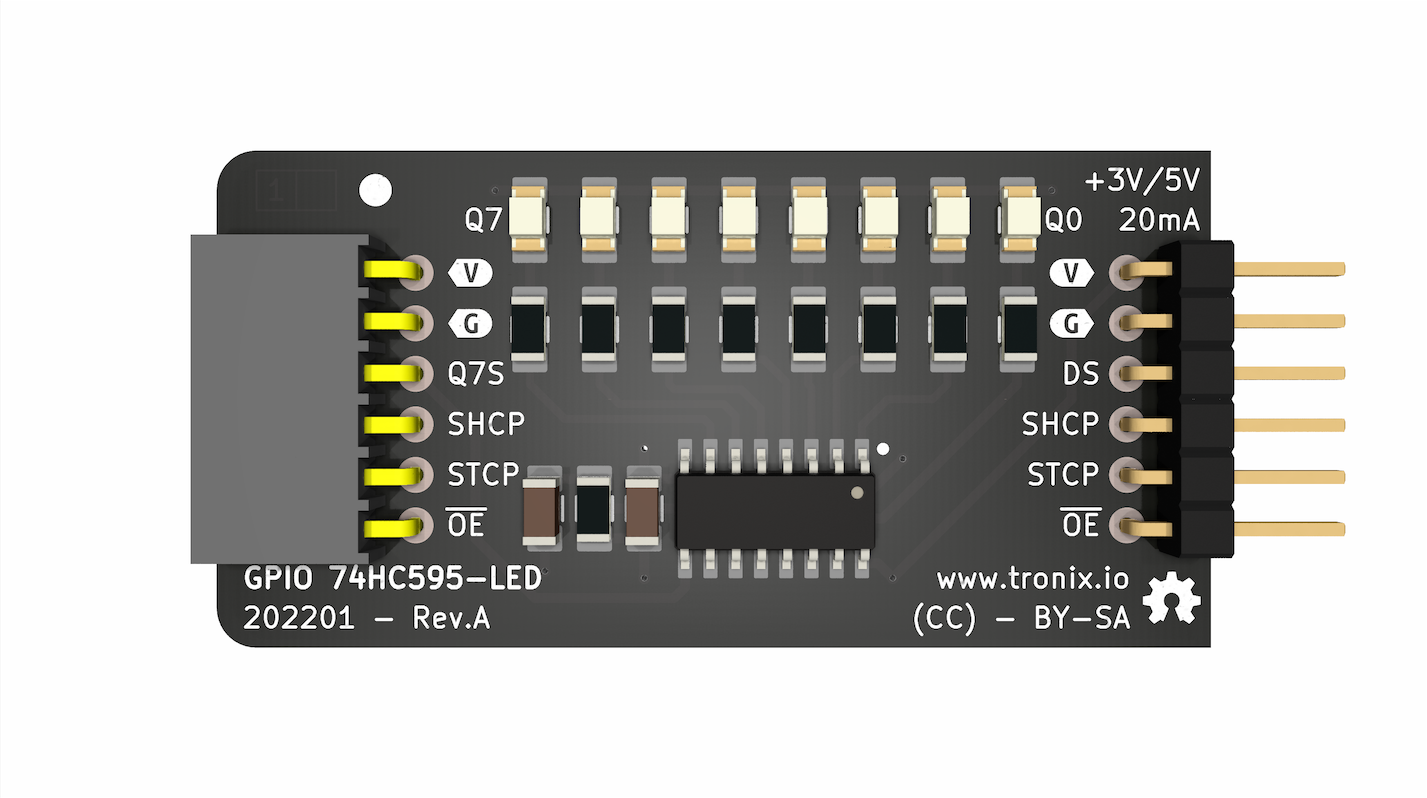 1
+3V/5V
Q7
Q0 20mA
V
V
G
G
Q7S
DS
SHCP
SHCP
STCP
STCP
OE
OE
GPIO 74HC595-LED
www.tronix.io
202201 - Rev.A
(CC) - BY-SA